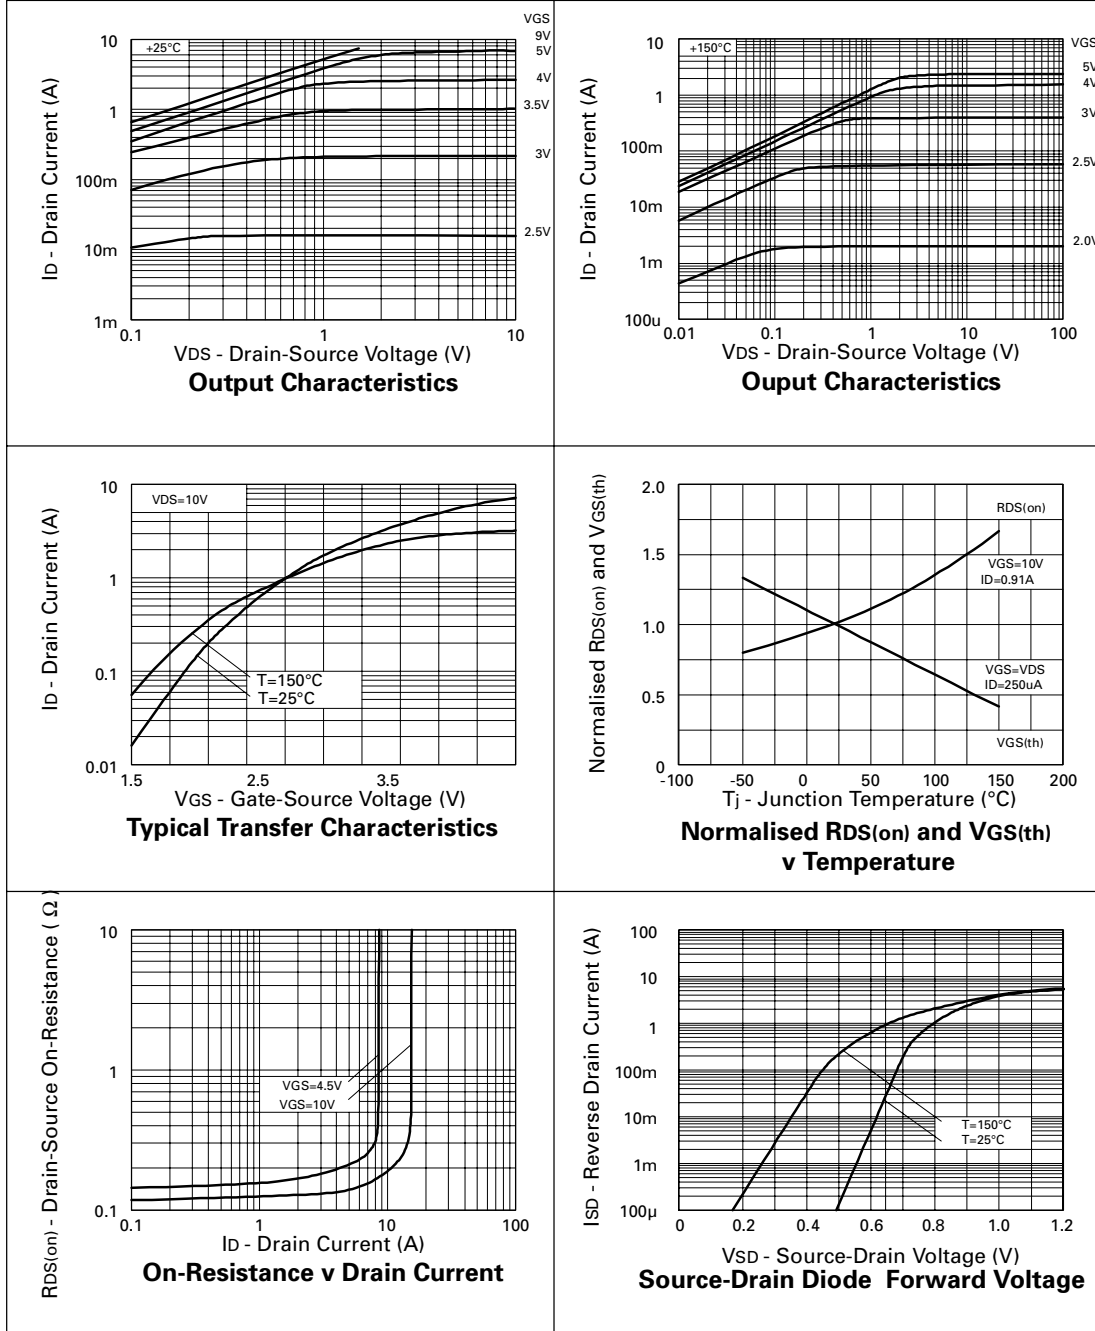 VGS
9V
5V
4V
3.5V
3V
2.5V
+25°C
10
1
100m
10m
1m
0.1
1
10
ID - Drain Current (A)
VDS - Drain-Source Voltage (V)
Output Characteristics
VGS
5V
4V
3V
2.5V
2.0V
+150°C
10
1
100m
10m
1m
100u
0.01
0.1
1
10
100
ID - Drain Current (A)
VDS - Drain-Source Voltage (V)
Ouput Characteristics
VDS=10V
10
1
0.1
0.01
T=150°C
T=25°C
1.5
2.5
3.5
ID - Drain Current (A)
VGS - Gate-Source Voltage (V)
Typical Transfer Characteristics
2.0
1.5
1.0
0.5
0
RDS(on)
VGS=10V
ID=0.91A
VGS=VDS
ID=250uA
VGS(th)
-100
-50
0
50
100
150
200
Normalised RDS(on) and VGS(th)
Tj - Junction Temperature (°C)
Normalised RDS(on) and VGS(th)
v Temperature
10
1
0.1
VGS=4.5V
VGS=10V
0.1
1
10
100
RDS(on) - Drain-Source On-Resistance ( Ω )
ID - Drain Current (A)
On-Resistance v Drain Current
100
10
1
100m
10m
1m
100µ
T=150°C
T=25°C
0
0.2
0.4
0.6
0.8
1.0
1.2
ISD - Reverse Drain Current (A)
VSD - Source-Drain Voltage (V)
Source-Drain Diode Forward Voltage